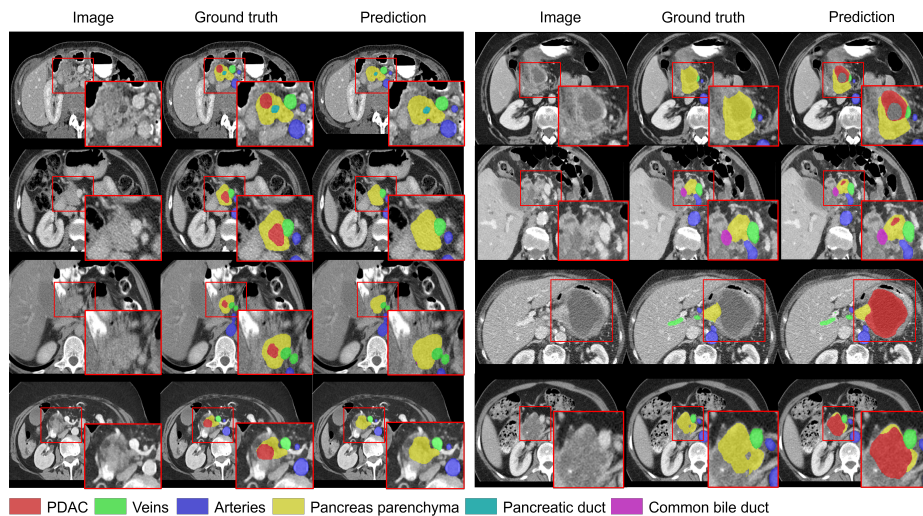 Image Ground truth Prediction Image Ground truth Prediction
PDAC Veins Arteries Pancreas parenchyma Pancreatic duct Common bile duct